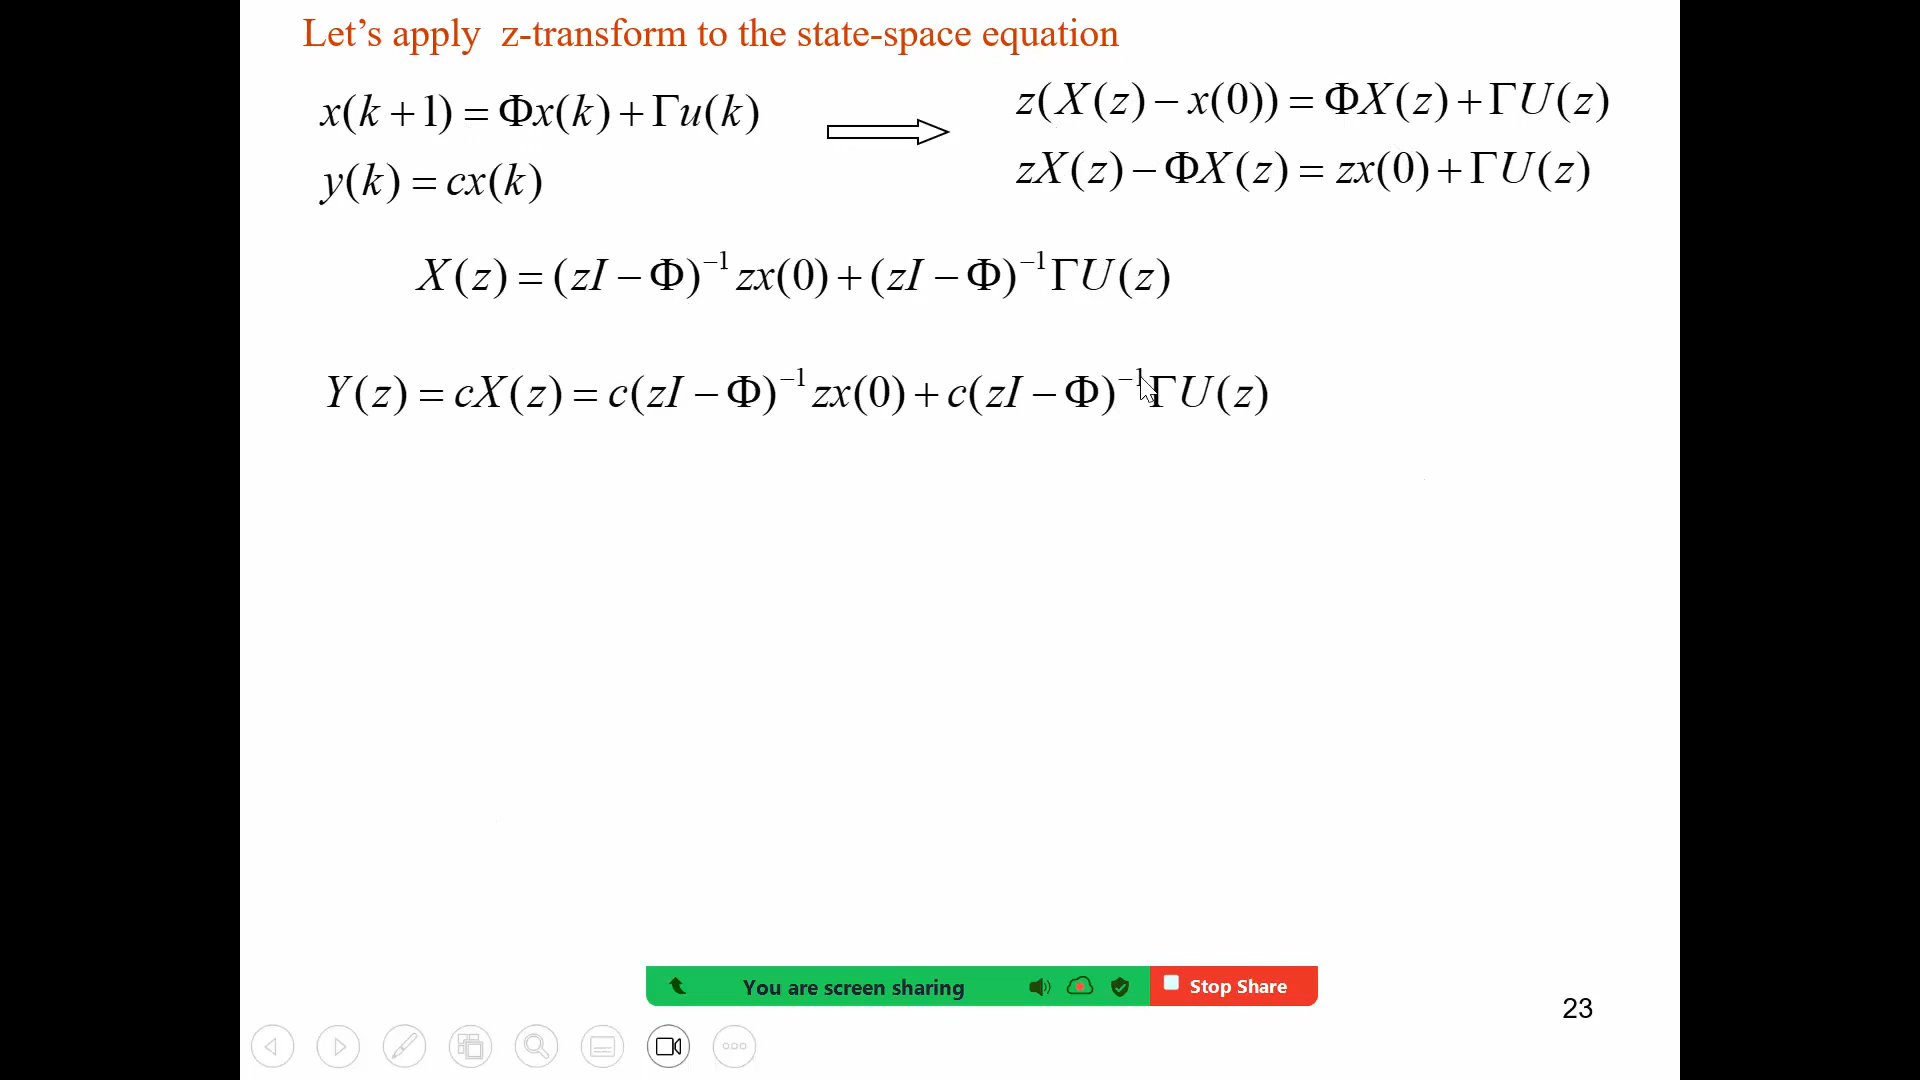 Let's apply z-transform to the state-space equation
x(k+1) = Φx(k) + Γu(k)
y(k) = cx(k)
z(X(z) − x(0)) = ΦX(z) + ΓU(z)
zX(z) − ΦX(z) = zx(0) + ΓU(z)
X(z) = (zI − Φ)⁻¹ zx(0) + (zI − Φ)⁻¹ ΓU(z)
Y(z) = cX(z) = c(zI − Φ)⁻¹ zx(0) + c(zI − Φ)⁻¹ ΓU(z)
You are screen sharing
Stop Share
23